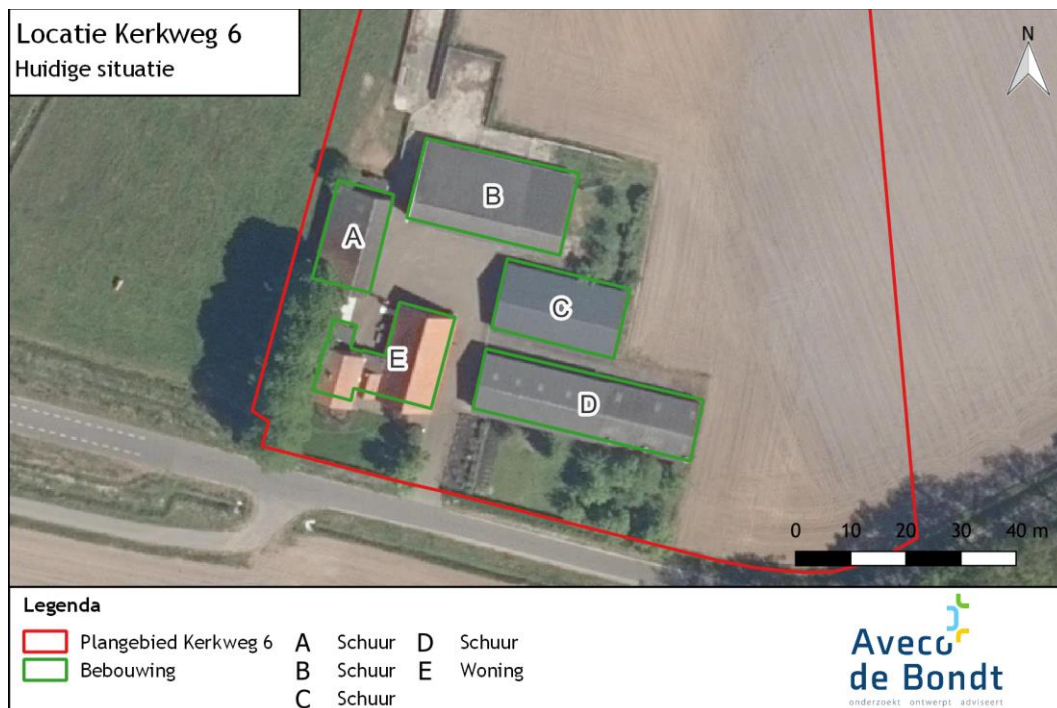 Locatie Kerkweg 6
Huidige situatie
N
B
A
C
E
D
0 10 20 30 40 m
Legenda
Plangebied Kerkweg 6 A Schuur D Schuur
Bebouwing B Schuur E Woning
C Schuur
Aveco
de Bondt
onderzoekt ontwerpt adviseert